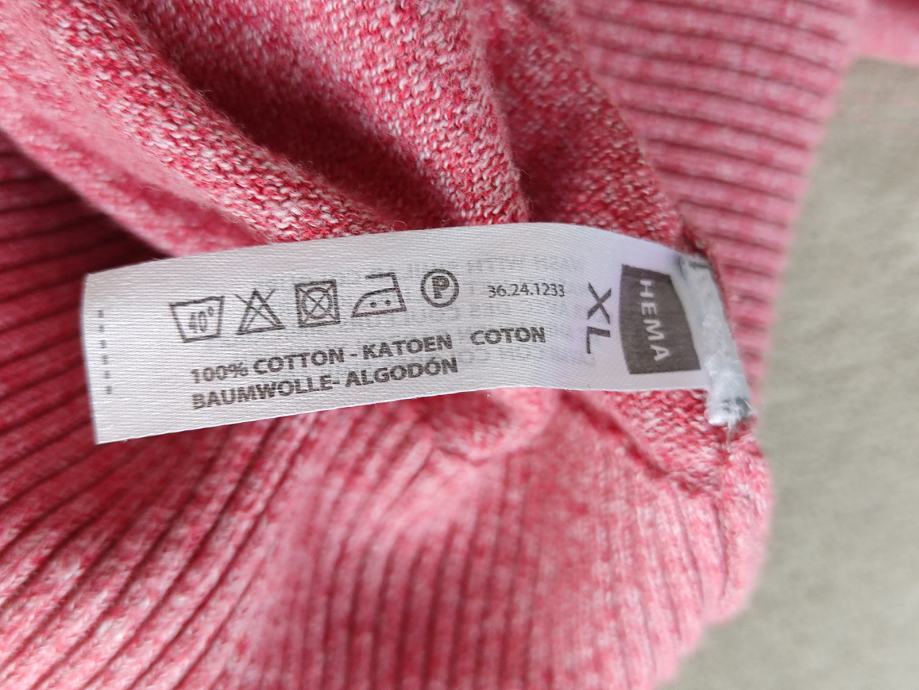 HEMA
XL
40° P 36.24.1233
100% COTTON - KATOEN COTON
BAUMWOLLE- ALGODÓN